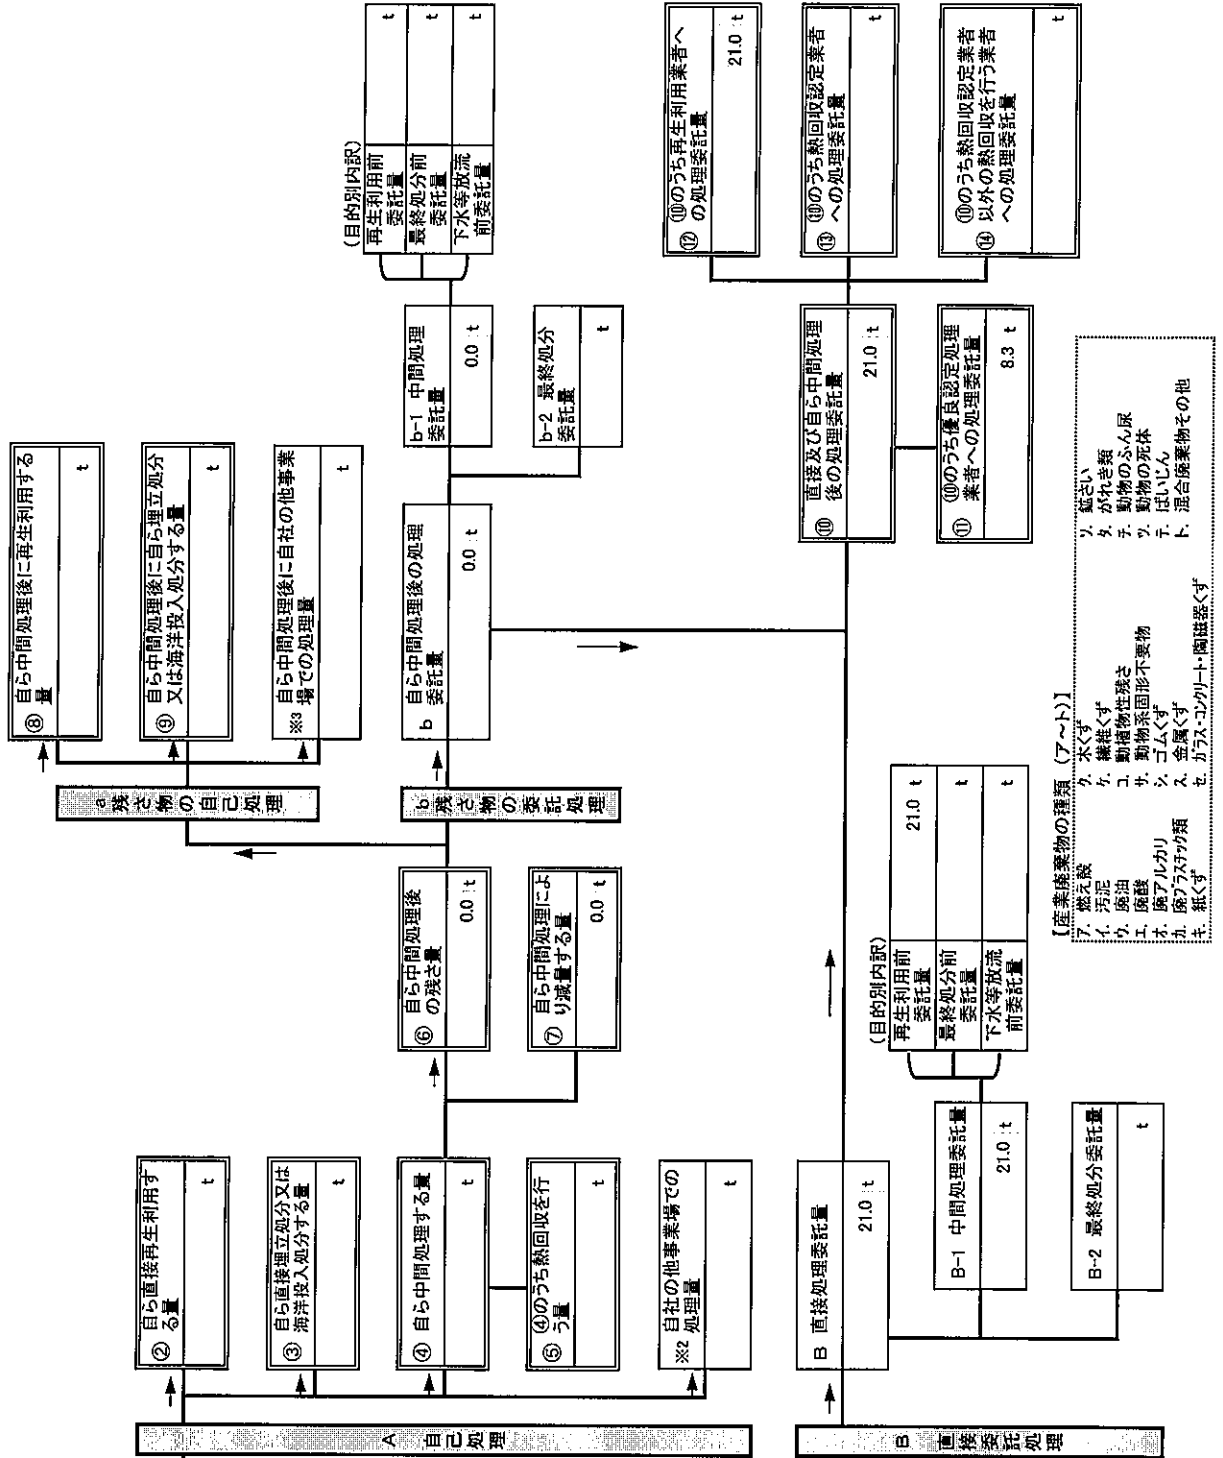 A 自己処理
② 自ら直接再生利用す
る量
t
③ 自ら直接埋立処分又は
海洋投入処分する量
t
④ 自ら中間処理する量
t
⑤ ④のうち熱回収を行
う量
t
※2 自社の他事業場での
処理量
t
⑥ 自ら中間処理後
の残さ量
0.0 t
⑦ 自ら中間処理によ
り減量する量
0.0 t
a 残さ物の自己処理
⑧ 自ら中間処理後に再生利用する
量
t
⑨ 自ら中間処理後に自ら埋立処分
又は海洋投入処分する量
t
※3 自ら中間処理後に自社の他事業
場での処理量
t
b 残さ物の委託処理
b 自ら中間処理後の処理
委託量
0.0 t
b-1 中間処理
委託量
0.0 t
b-2 最終処分
委託量
t
(目的別内訳)
再生利用前
委託量
t
最終処分前
委託量
t
下水等放流
前委託量
t
B 直接委託処理
B 直接処理委託量
21.0 t
B-1 中間処理委託量
21.0 t
B-2 最終処分委託量
t
(目的別内訳)
再生利用前
委託量
21.0 t
最終処分前
委託量
t
下水等放流
前委託量
t
⑩ 直接及び自ら中間処理
後の処理委託量
21.0 t
⑪ ⑩のうち優良認定処理
業者への処理委託量
8.3 t
⑫ ⑩のうち再生利用業者へ
の処理委託量
21.0 t
⑬ ⑩のうち熱回収認定業者
への処理委託量
t
⑭ ⑩のうち熱回収認定業者
以外の熱回収を行う業者
への処理委託量
t
【産業廃棄物の種類(ア~ト)】
ア. 燃え殻
イ. 汚泥
ウ. 廃油
エ. 廃酸
オ. 廃アルカリ
カ. 廃プラスチック類
キ. 紙くず
ク. 木くず
ケ. 繊維くず
コ. 動植物性残さ
サ. 動物系固形不要物
シ. ゴムくず
ス. 金属くず
セ. ガラス・コンクリート・陶磁器くず
ソ. 鉱さい
タ. がれき類
チ. 動物のふん尿
ツ. 動物の死体
テ. ばいじん
ト. 混合廃棄物その他